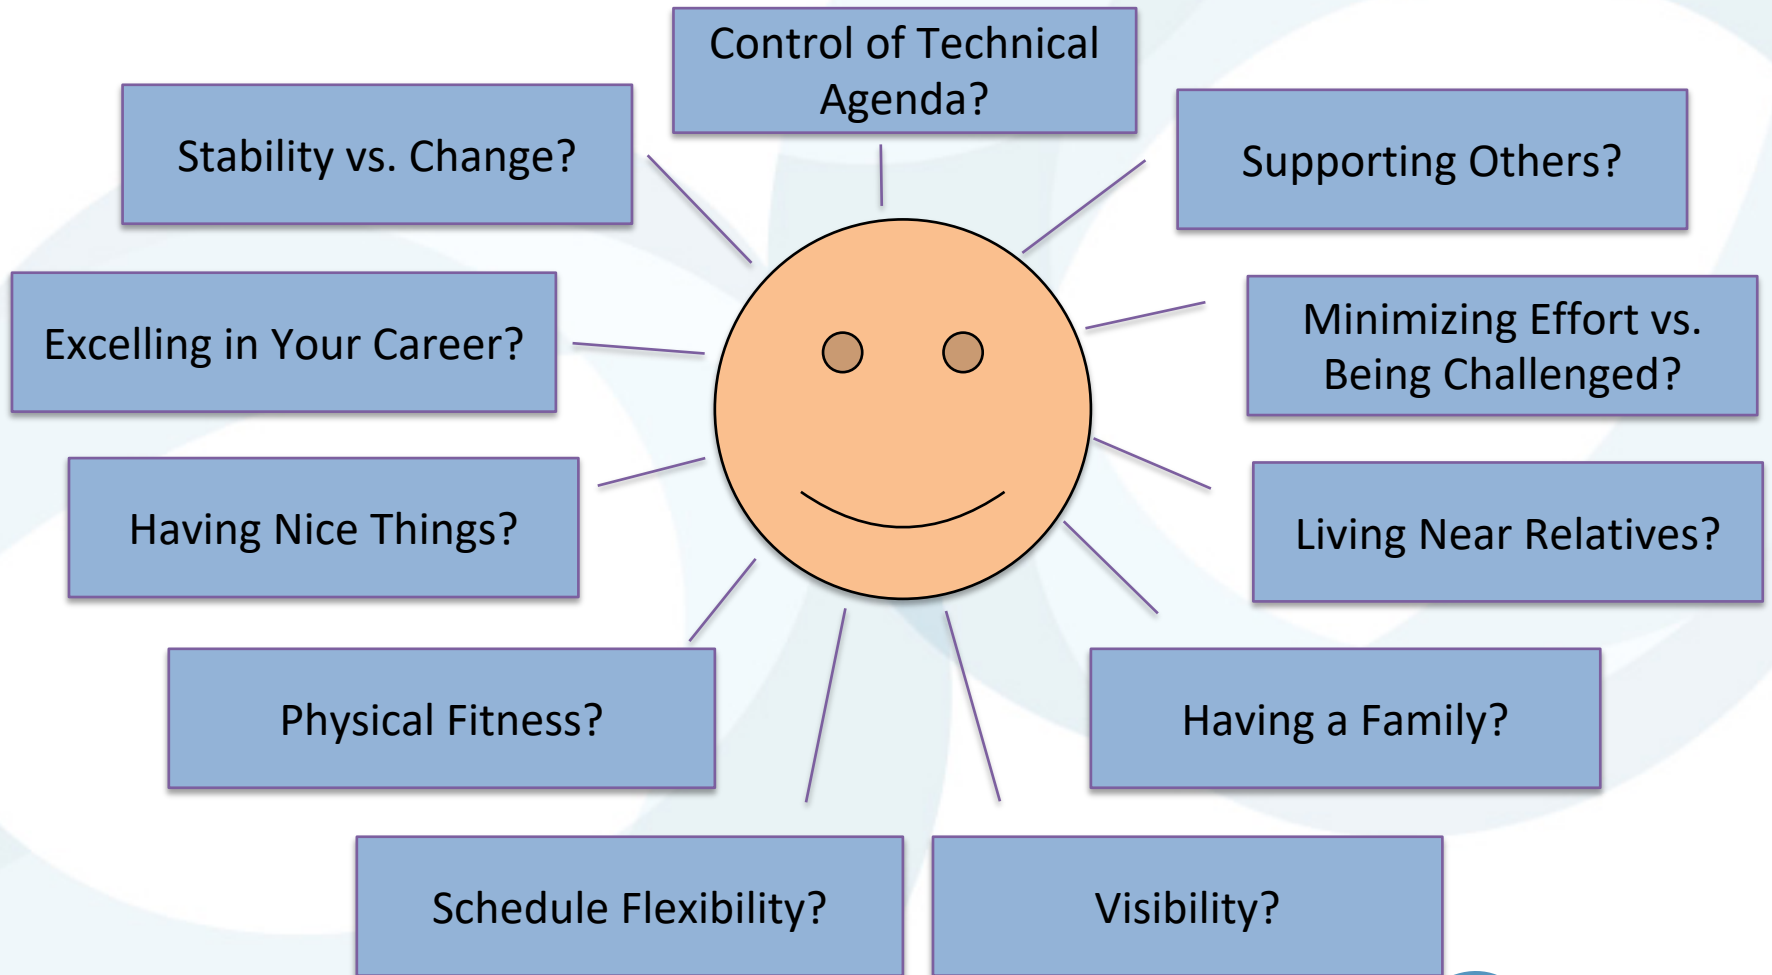 Control of Technical
Agenda?
Stability vs. Change?
Supporting Others?
Excelling in Your Career?
Minimizing Effort vs.
Being Challenged?
Having Nice Things?
Living Near Relatives?
Physical Fitness?
Having a Family?
Schedule Flexibility?
Visibility?